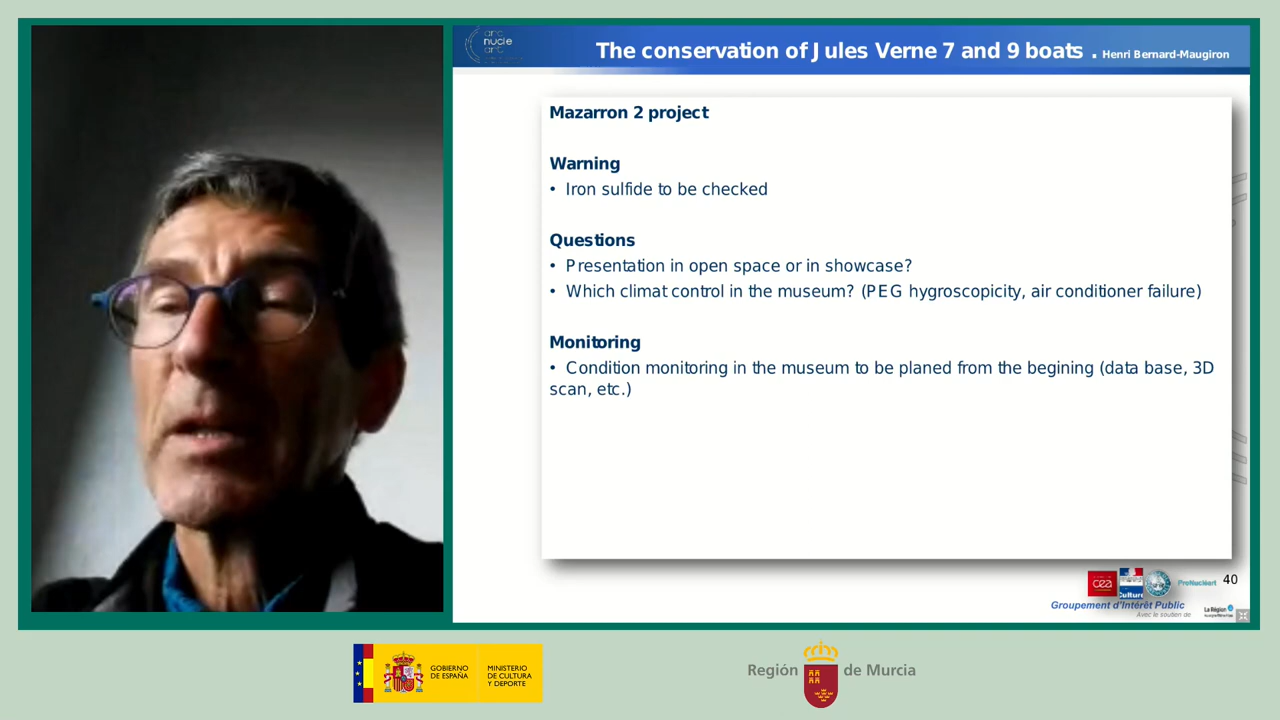 arc
nucle
art
The conservation of Jules Verne 7 and 9 boats . Henri Bernard-Maugiron
Mazarron 2 project
Warning
• Iron sulfide to be checked
Questions
• Presentation in open space or in showcase?
• Which climat control in the museum? (PEG hygroscopicity, air conditioner failure)
Monitoring
• Condition monitoring in the museum to be planed from the begining (data base, 3D
scan, etc.)
cea
Culture
ProNucléart
40
Groupement d'Intérêt Public
Avec le soutien de
La Région
GOBIERNO
DE ESPAÑA
MINISTERIO
DE CULTURA
Y DEPORTE
Región de Murcia